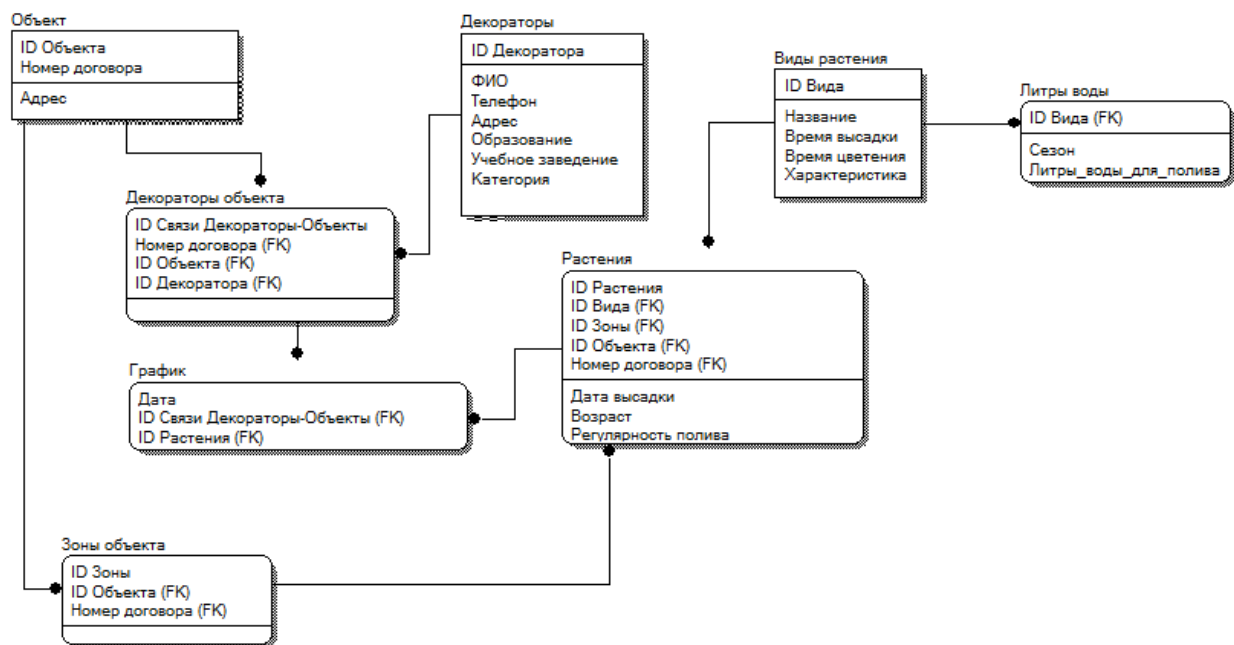 Объект
ID Объекта
Номер договора
Адрес
Декораторы
ID Декоратора
ФИО
Телефон
Адрес
Образование
Учебное заведение
Категория
Виды растения
ID Вида
Название
Время высадки
Время цветения
Характеристика
Литры воды
ID Вида (FK)
Сезон
Литры_воды_для_полива
Декораторы объекта
ID Связи Декораторы-Объекты
Номер договора (FK)
ID Объекта (FK)
ID Декоратора (FK)
Растения
ID Растения
ID Вида (FK)
ID Зоны (FK)
ID Объекта (FK)
Номер договора (FK)
Дата высадки
Возраст
Регулярность полива
График
Дата
ID Связи Декораторы-Объекты (FK)
ID Растения (FK)
Зоны объекта
ID Зоны
ID Объекта (FK)
Номер договора (FK)